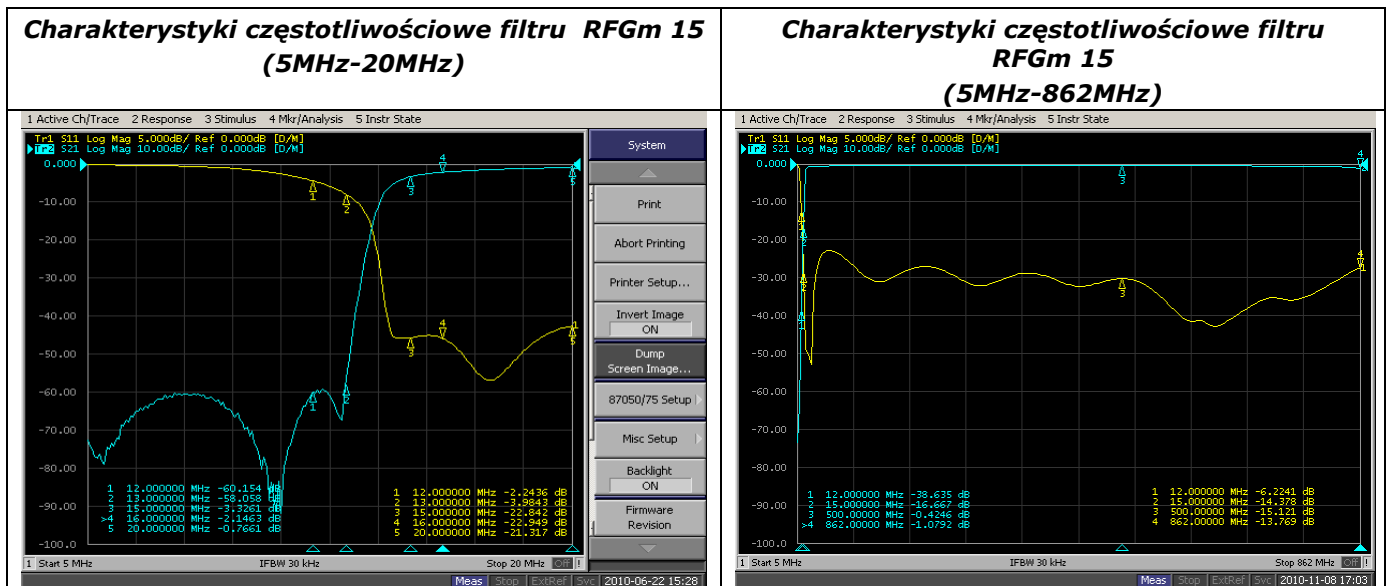 Charakterystyki częstotliwościowe filtru RFGm 15
(5MHz-20MHz)
Charakterystyki częstotliwościowe filtru
RFGm 15
(5MHz-862MHz)
1 Active Ch/Trace 2 Response 3 Stimulus 4 Mkr/Analysis 5 Instr State
Tr1 S11 Log Mag 5.000dB/ Ref 0.000dB [D/M]
Tr2 S21 Log Mag 10.00dB/ Ref 0.000dB [D/M]
0.000
-10.00
-20.00
-30.00
-40.00
-50.00
-60.00
-70.00
-80.00
-90.00
-100.0
1 12.000000 MHz -60.154 dB
2 13.000000 MHz -58.058 dB
3 15.000000 MHz -3.3261 dB
>4 16.000000 MHz -2.1463 dB
5 20.000000 MHz -0.7661 dB
1 12.000000 MHz -2.2436 dB
2 13.000000 MHz -3.9843 dB
3 15.000000 MHz -22.842 dB
4 16.000000 MHz -22.949 dB
5 20.000000 MHz -21.317 dB
1 Start 5 MHz IFBW 30 kHz Stop 20 MHz Off !
Meas Stop ExtRef Svc 2010-06-22 15:28
System
Print
Abort Printing
Printer Setup...
Invert Image
ON
Dump
Screen Image...
87050/75 Setup
Misc Setup
Backlight
ON
Firmware
Revision
1 Active Ch/Trace 2 Response 3 Stimulus 4 Mkr/Analysis 5 Instr State
Tr1 S11 Log Mag 5.000dB/ Ref 0.000dB [D/M]
Tr2 S21 Log Mag 10.00dB/ Ref 0.000dB [D/M]
0.000
-10.00
-20.00
-30.00
-40.00
-50.00
-60.00
-70.00
-80.00
-90.00
-100.0
1 12.000000 MHz -38.635 dB
2 15.000000 MHz -16.667 dB
3 500.00000 MHz -0.4246 dB
>4 862.00000 MHz -1.0792 dB
1 12.000000 MHz -6.2241 dB
2 15.000000 MHz -14.378 dB
3 500.00000 MHz -15.121 dB
4 862.00000 MHz -13.769 dB
1 Start 5 MHz IFBW 30 kHz Stop 862 MHz Off !
Meas Stop ExtRef Svc 2010-11-08 17:03